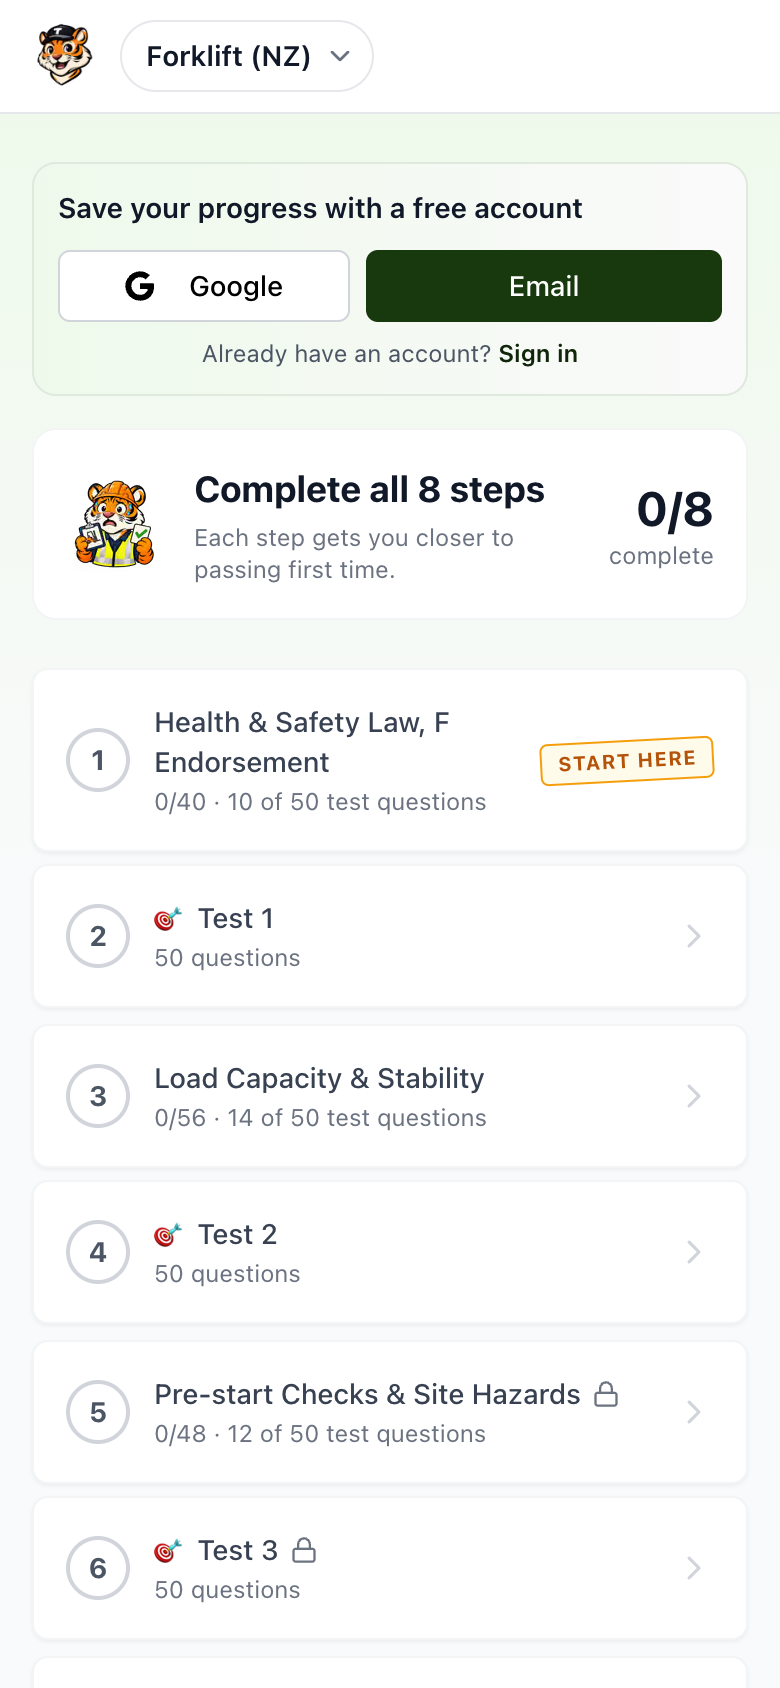 Forklift (NZ)
Save your progress with a free account
Google
Email
Already have an account? Sign in
Complete all 8 steps
Each step gets you closer to
passing first time.
0/8
complete
1
Health & Safety Law, F
Endorsement
0/40 · 10 of 50 test questions
START HERE
2
Test 1
50 questions
3
Load Capacity & Stability
0/56 · 14 of 50 test questions
4
Test 2
50 questions
5
Pre-start Checks & Site Hazards
0/48 · 12 of 50 test questions
6
Test 3
50 questions